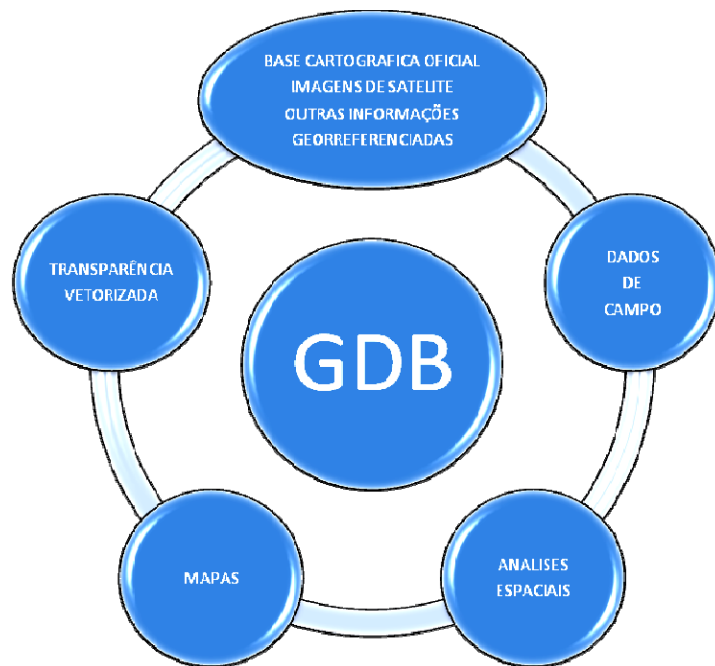 BASE CARTOGRAFICA OFICIAL
IMAGENS DE SATELITE
OUTRAS INFORMAÇÕES
GEORREFERENCIADAS
TRANSPARÊNCIA
VETORIZADA
DADOS
DE
CAMPO
GDB
MAPAS
ANALISES
ESPACIAIS